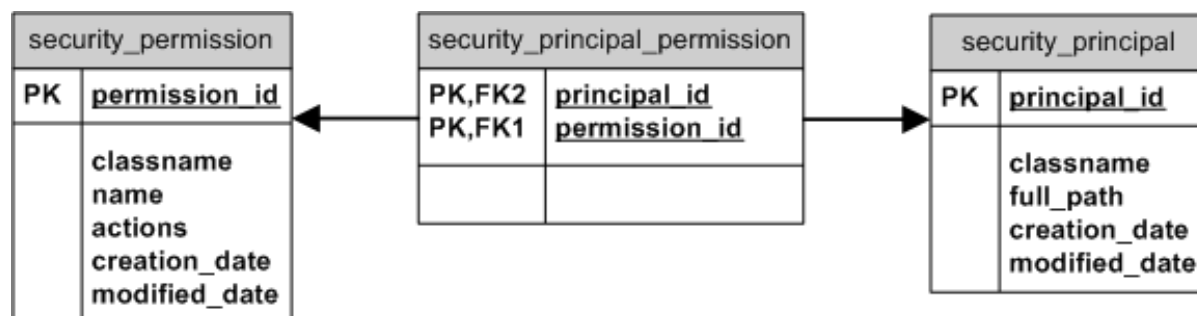 security_permission
PK permission_id
classname
name
actions
creation_date
modified_date
security_principal_permission
PK,FK2 principal_id
PK,FK1 permission_id
security_principal
PK principal_id
classname
full_path
creation_date
modified_date